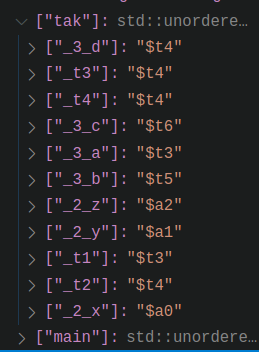 ["tak"]: std::unordere…
["_3_d"]: "$t4"
["_t3"]: "$t4"
["_t4"]: "$t4"
["_3_c"]: "$t6"
["_3_a"]: "$t3"
["_3_b"]: "$t5"
["_2_z"]: "$a2"
["_2_y"]: "$a1"
["_t1"]: "$t3"
["_t2"]: "$t4"
["_2_x"]: "$a0"
["main"]: std::unordere…